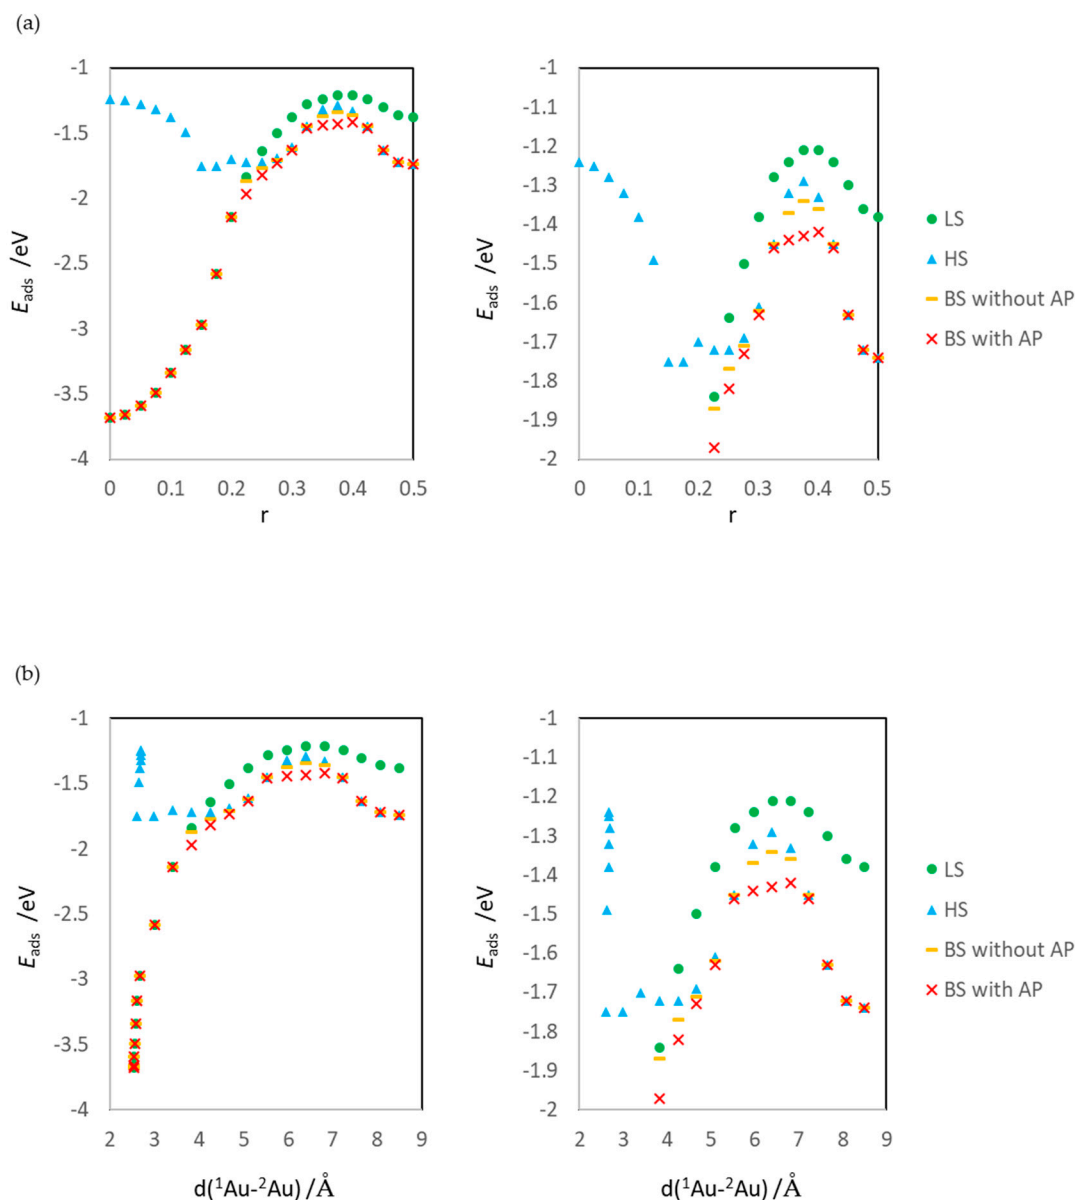 (a)
-1
-1.5
-2
-2.5
-3
-3.5
-4
Eads /eV
0 0.1 0.2 0.3 0.4 0.5
r
-1
-1.1
-1.2
-1.3
-1.4
-1.5
-1.6
-1.7
-1.8
-1.9
-2
Eads /eV
0 0.1 0.2 0.3 0.4 0.5
r
LS
HS
BS without AP
BS with AP
(b)
-1
-1.5
-2
-2.5
-3
-3.5
-4
Eads /eV
2 3 4 5 6 7 8 9
d(¹Au-²Au) /Å
-1
-1.1
-1.2
-1.3
-1.4
-1.5
-1.6
-1.7
-1.8
-1.9
-2
Eads /eV
2 3 4 5 6 7 8 9
d(¹Au-²Au) /Å
LS
HS
BS without AP
BS with AP